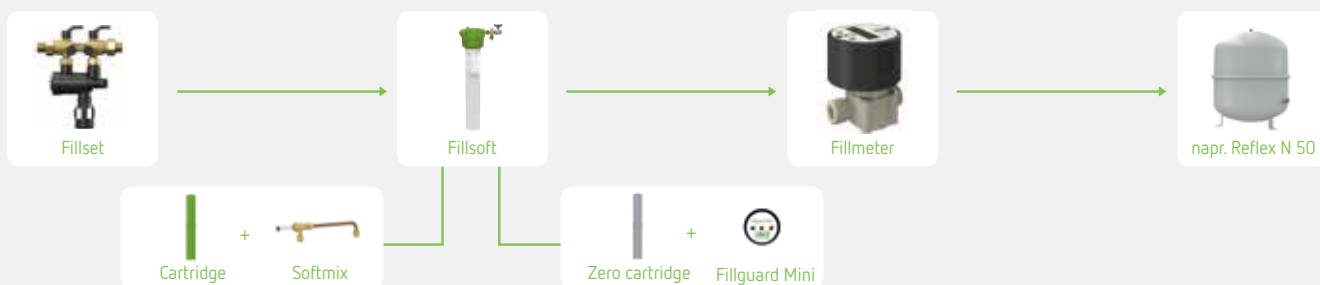 Fillset
Fillsoft
Fillmeter
napr. Reflex N 50
+
+
Cartridge
Softmix
Zero cartridge
Fillguard Mini